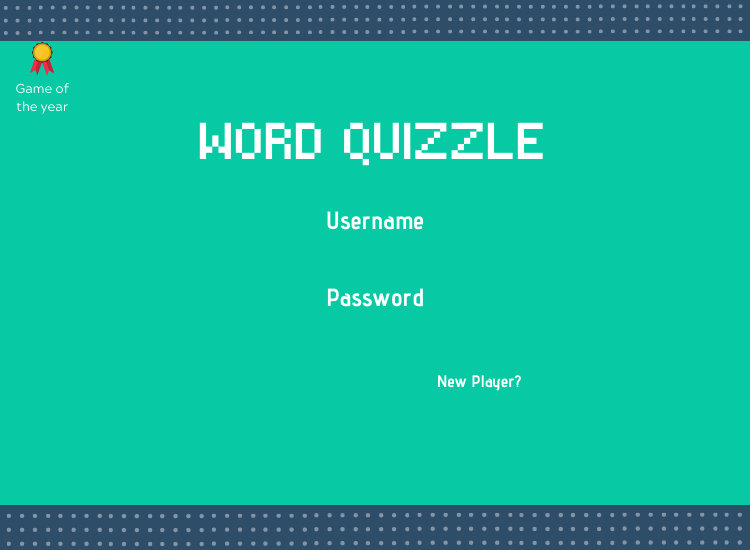 Game of
the year
WORD QUIZZLE
Username
Password
New Player?